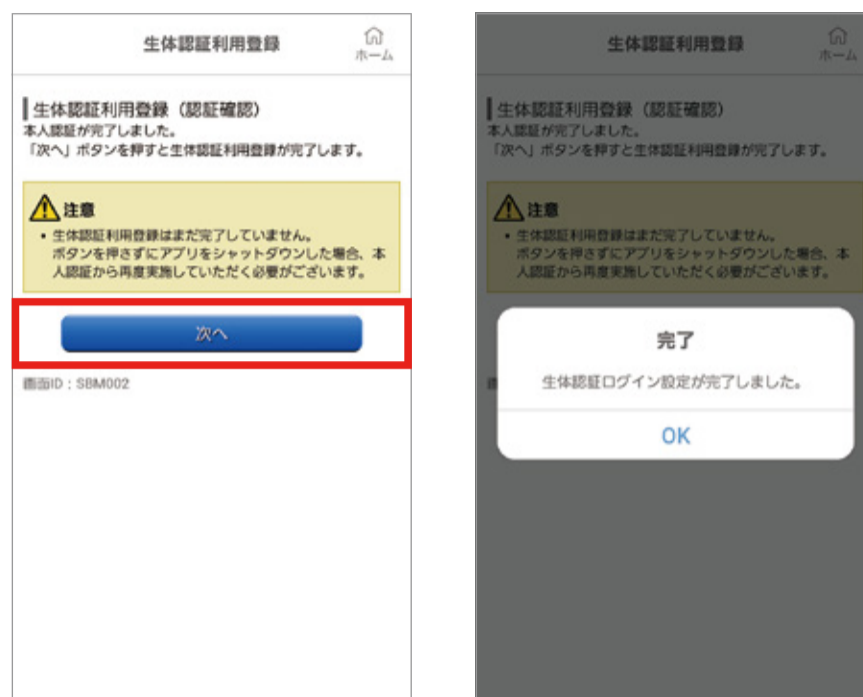 生体認証利用登録
ホーム
生体認証利用登録（認証確認）
本人認証が完了しました。
「次へ」ボタンを押すと生体認証利用登録が完了します。
注意
・生体認証利用登録はまだ完了していません。
ボタンを押さずにアプリをシャットダウンした場合、本
人認証から再度実施していただく必要がございます。
次へ
画面ID：SBM002
生体認証利用登録
ホーム
生体認証利用登録（認証確認）
本人認証が完了しました。
「次へ」ボタンを押すと生体認証利用登録が完了します。
注意
・生体認証利用登録はまだ完了していません。
ボタンを押さずにアプリをシャットダウンした場合、本
人認証から再度実施していただく必要がございます。
完了
生体認証ログイン設定が完了しました。
OK